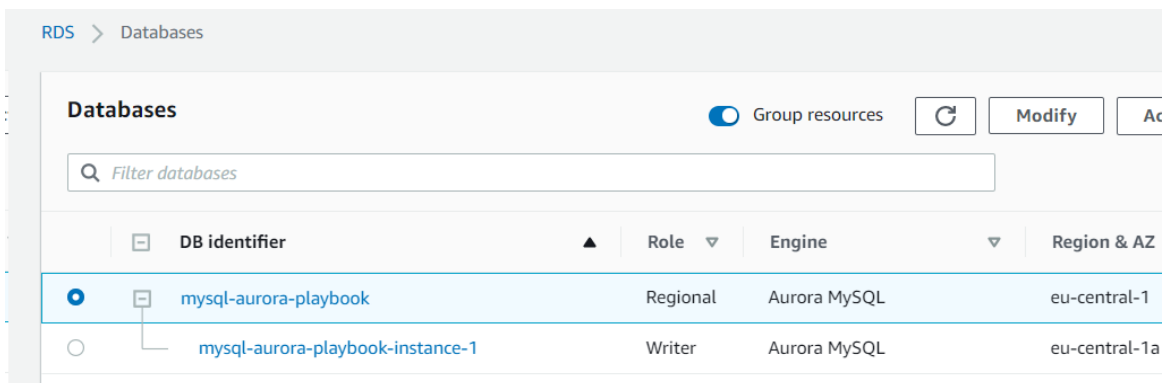 RDS > Databases
Databases Group resources Modify Ac
Filter databases
DB identifier Role Engine Region & AZ
mysql-aurora-playbook Regional Aurora MySQL eu-central-1
mysql-aurora-playbook-instance-1 Writer Aurora MySQL eu-central-1a